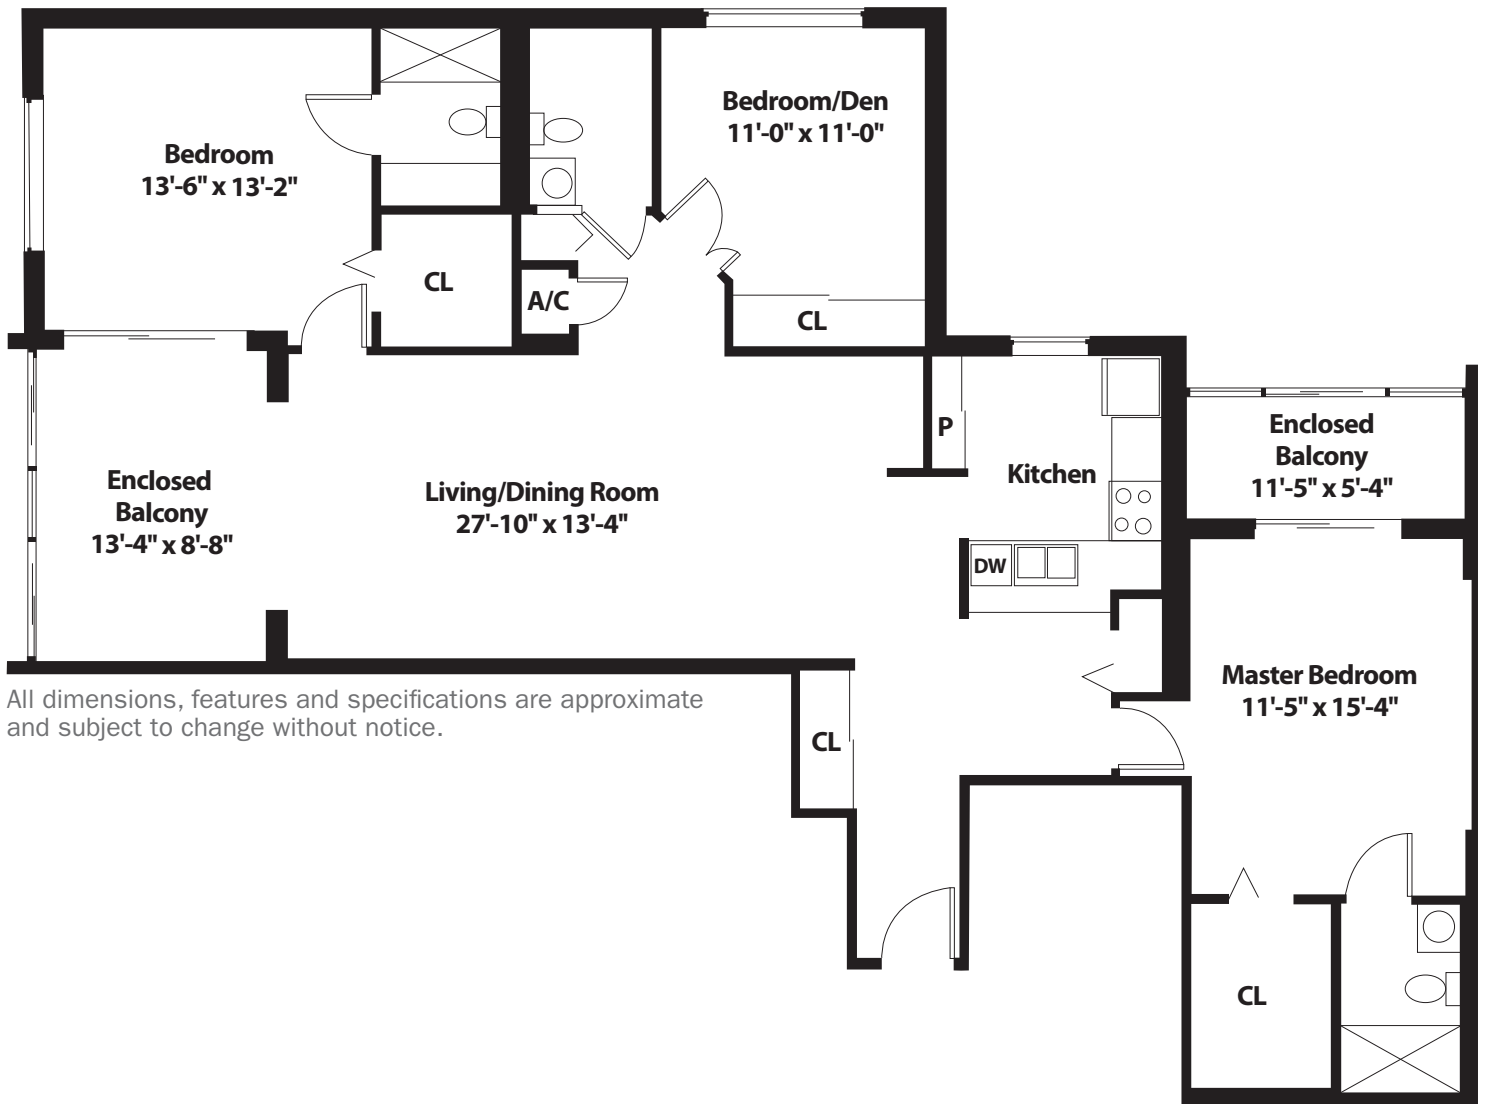 Bedroom/Den
11'-0" x 11'-0"
Bedroom
13'-6" x 13'-2"
CL
A/C
CL
Enclosed
Balcony
11'-5" x 5'-4"
P
Kitchen
Enclosed
Balcony
13'-4" x 8'-8"
Living/Dining Room
27'-10" x 13'-4"
DW
Master Bedroom
11'-5" x 15'-4"
All dimensions, features and specifications are approximate
and subject to change without notice.
CL
CL